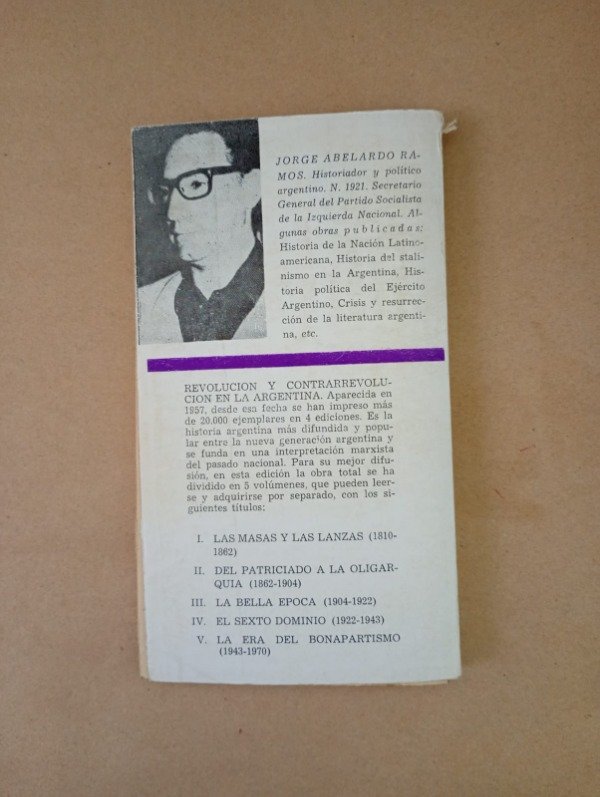 JORGE ABELARDO RA-
MOS. Historiador y político
argentino. N. 1921. Secretario
General del Partido Socialista
de la Izquierda Nacional. Al-
gunas obras publicadas:
Historia de la Nación Latino-
americana, Historia del stali-
nismo en la Argentina, His-
toria política del Ejército
Argentino, Crisis y resurrec-
ción de la literatura argenti-
na, etc.
REVOLUCION Y CONTRARREVOLU-
CION EN LA ARGENTINA. Aparecida en
1857, desde esa fecha se han impreso más
de 20.000 ejemplares en 4 ediciones. Es la
historia argentina más difundida y popu-
lar entre la nueva generación argentina y
se funda en una interpretación marxista
del pasado nacional. Para su mejor difu-
sión, en esta edición la obra total se ha
dividido en 5 volúmenes, que pueden leer-
se y adquirirse por separado, con los si-
guientes títulos:
I. LAS MASAS Y LAS LANZAS (1810-
1862)
II. DEL PATRICIADO A LA OLIGAR-
QUIA (1862-1904)
III. LA BELLA EPOCA (1904-1922)
IV. EL SEXTO DOMINIO (1922-1943)
V. LA ERA DEL BONAPARTISMO
(1943-1970)